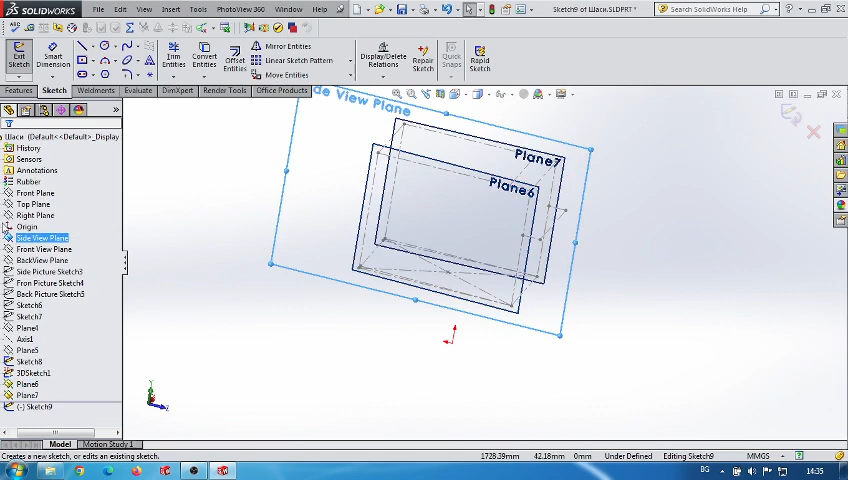 SOLIDWORKS
File Edit View Insert Tools PhotoView 360 Window Help
Sketch9 of Шаси.SLDPRT *
Search SolidWorks Help
Exit Sketch
Smart Dimension
Trim Entities
Convert Entities
Offset Entities
Mirror Entities
Linear Sketch Pattern
Move Entities
Display/Delete Relations
Repair Sketch
Quick Snaps
Rapid Sketch
Features Sketch Weldments Evaluate DimXpert Render Tools Office Products
Шаси (Default<<Default>_Display
History
Sensors
Annotations
Rubber
Front Plane
Top Plane
Right Plane
Origin
Side View Plane
Front View Plane
BackView Plane
Side Picture Sketch3
Fron Picture Sketch4
Back Picture Sketch5
Sketch6
Sketch7
Plane4
Axis1
Plane5
Sketch8
3DSketch1
Plane6
Plane7
(-) Sketch9
de View Plane
Plane7
Plane6
Y
Z
Model Motion Study 1
Creates a new sketch, or edits an existing sketch.
1728.39mm 42.18mm 0mm Under Defined Editing Sketch9 MMGS
BG 14:35